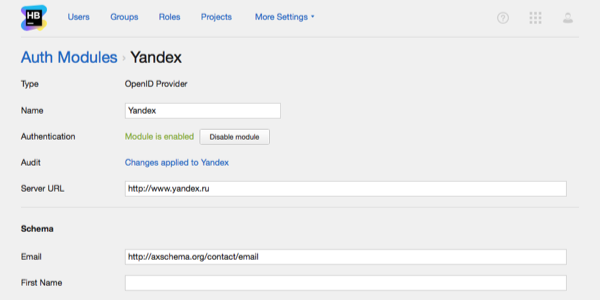 HB
Users Groups Roles Projects More Settings
Auth Modules › Yandex
Type OpenID Provider
Name Yandex
Authentication Module is enabled Disable module
Audit Changes applied to Yandex
Server URL http://www.yandex.ru
Schema
Email http://axschema.org/contact/email
First Name